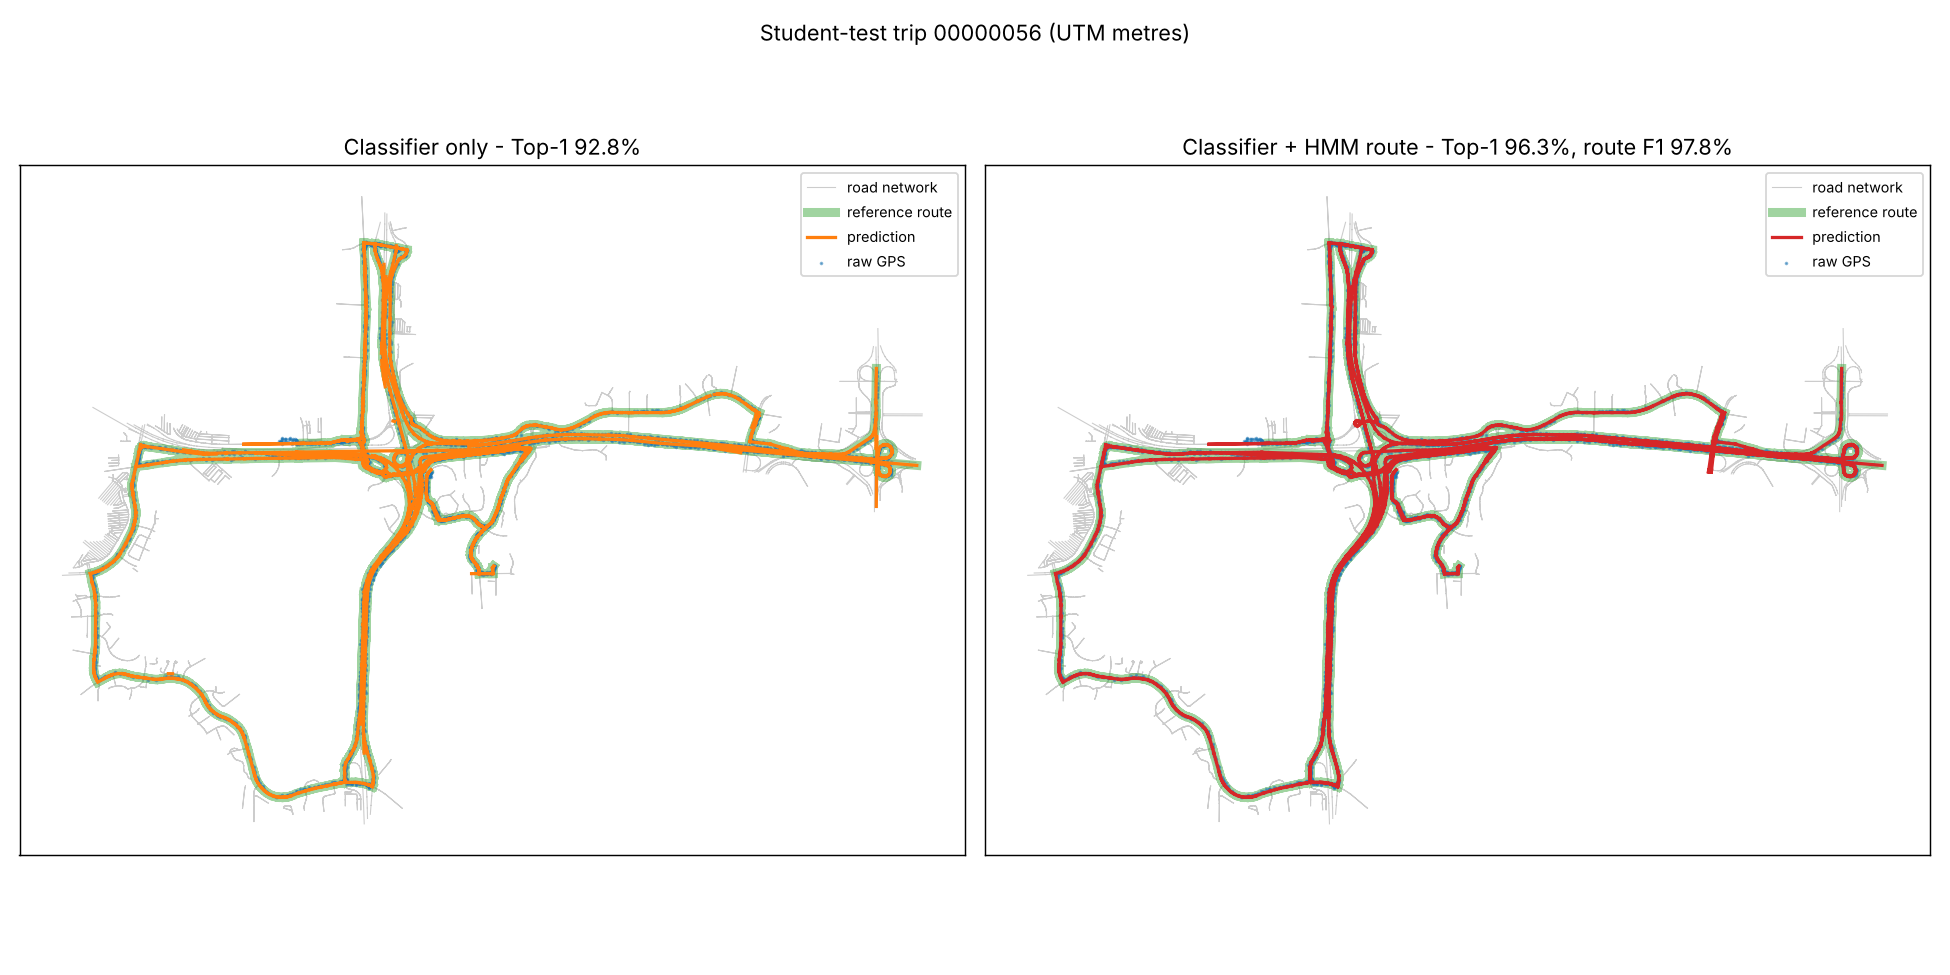 Student-test trip 00000056 (UTM metres)
Classifier only - Top-1 92.8%
road network
reference route
prediction
raw GPS
Classifier + HMM route - Top-1 96.3%, route F1 97.8%
road network
reference route
prediction
raw GPS